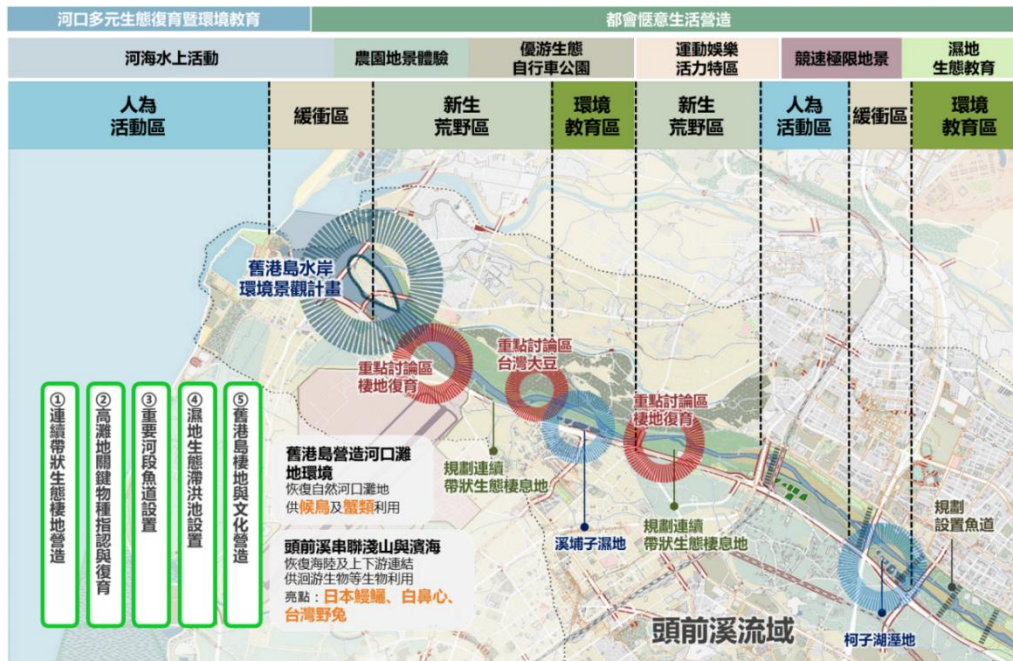 河口多元生態復育暨環境教育
都會愜意生活營造
河海水上活動
農園地景體驗
優游生態
自行車公園
運動娛樂
活力特區
競速極限地景
濕地
生態教育
人為
活動區
緩衝區
新生
荒野區
環境
教育區
新生
荒野區
人為
活動區
緩衝區
環境
教育區
舊港島水岸
環境景觀計畫
重點討論區
棲地復育
重點討論區
台灣大豆
重點討論區
棲地復育
①連續帶狀生態棲地營造
②高灘地關鍵物種指認與復育
③重要河段魚道設置
④濕地生態滯洪池設置
⑤舊港島棲地與文化營造
舊港島營造河口灘
地環境
恢復自然河口灘地
供候鳥及蟹類利用
頭前溪串聯淺山與濱海
恢復海陸及上下游連結
供洄游生物等生物利用
亮點：日本鰻鱺、白鼻心、
台灣野兔
規劃連續
帶狀生態棲息地
溪埔子濕地
規劃連續
帶狀生態棲息地
規劃
設置魚道
頭前溪流域
柯子湖溼地